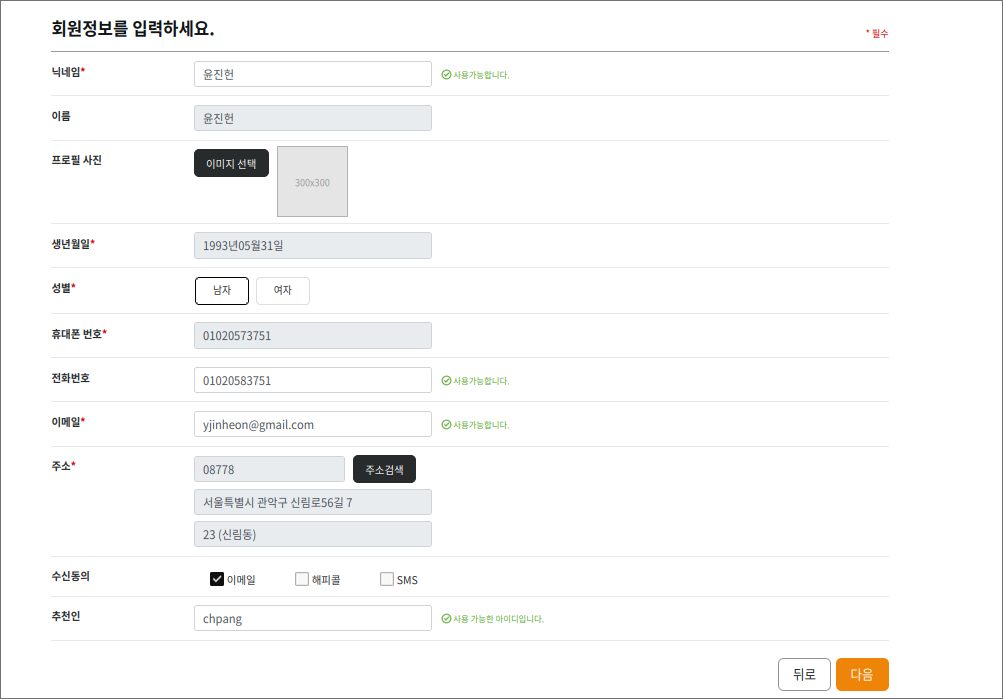 회원정보를 입력하세요.
* 필수
닉네임* 윤진헌 사용가능합니다.
이름 윤진헌
프로필 사진 이미지 선택 300x300
생년월일* 1993년05월31일
성별* 남자 여자
휴대폰 번호* 01020573751
전화번호 01020583751 사용가능합니다.
이메일* yjinheon@gmail.com 사용가능합니다.
주소* 08778 주소검색
서울특별시 관악구 신림로56길 7
23 (신림동)
수신동의 이메일 해피콜 SMS
추천인 chpang 사용 가능한 아이디입니다.
뒤로 다음